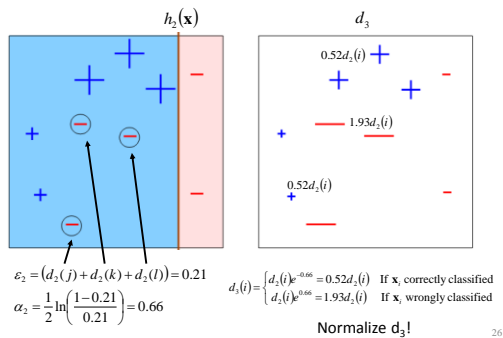 h₂(𝐱)
d₃
0.52d₂(i)
1.93d₂(i)
0.52d₂(i)
ε₂ = (d₂(j) + d₂(k) + d₂(l)) = 0.21
α₂ = 1/2 ln((1-0.21)/0.21) = 0.66
d₃(i) = { d₂(i)e^-0.66 = 0.52d₂(i) If 𝐱ᵢ correctly classified
d₂(i)e^0.66 = 1.93d₂(i) If 𝐱ᵢ wrongly classified
Normalize d₃!
26